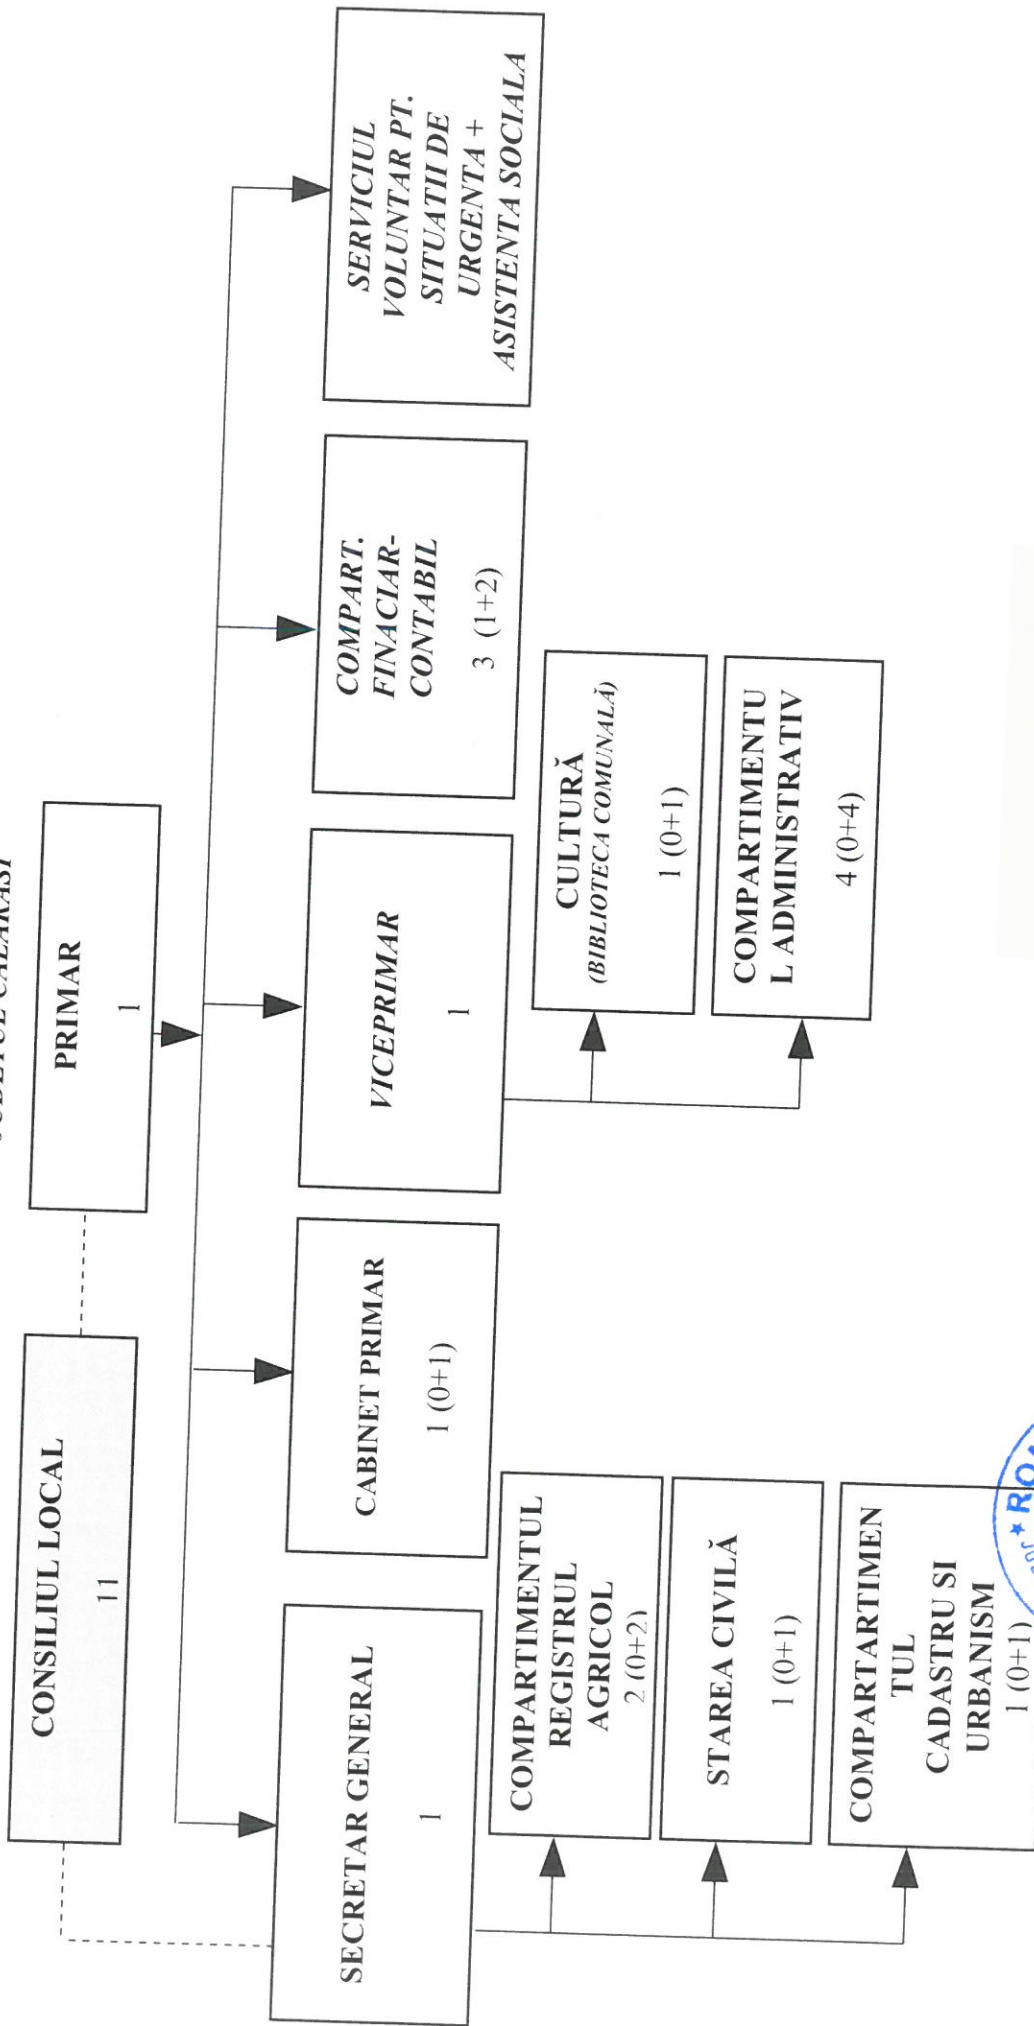 JUDETUL CALARASI
CONSILIUL LOCAL
11
PRIMAR
1
SECRETAR GENERAL
1
CABINET PRIMAR
1 (0+1)
VICEPRIMAR
1
COMPART.
FINACIAR-
CONTABIL
3 (1+2)
SERVICIUL
VOLUNTAR PT.
SITUATII DE
URGENTA +
ASISTENTA SOCIALA
COMPARTIMENTUL
REGISTRUL
AGRICOL
2 (0+2)
STAREA CIVILĂ
1 (0+1)
COMPARTARTIMEN
TUL
CADASTRU SI
URBANISM
1 (0+1)
CULTURĂ
(BIBLIOTECA COMUNALĂ)
1 (0+1)
COMPARTIMENTU
L ADMINISTRATIV
4 (0+4)